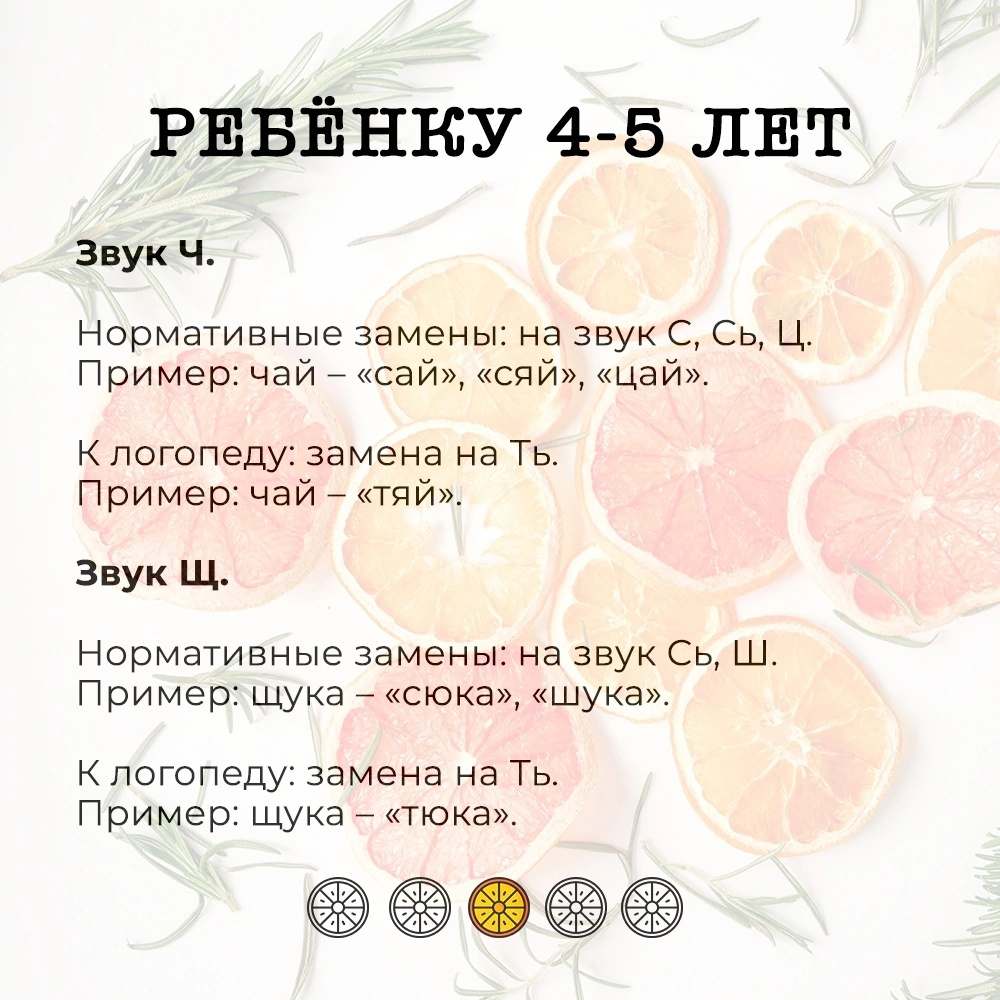 РЕБЁНКУ 4-5 ЛЕТ
Звук Ч.
Нормативные замены: на звук С, Сь, Ц.
Пример: чай – «сай», «сяй», «цай».
К логопеду: замена на Ть.
Пример: чай – «тяй».
Звук Щ.
Нормативные замены: на звук Сь, Ш.
Пример: щука – «сюка», «шука».
К логопеду: замена на Ть.
Пример: щука – «тюка».